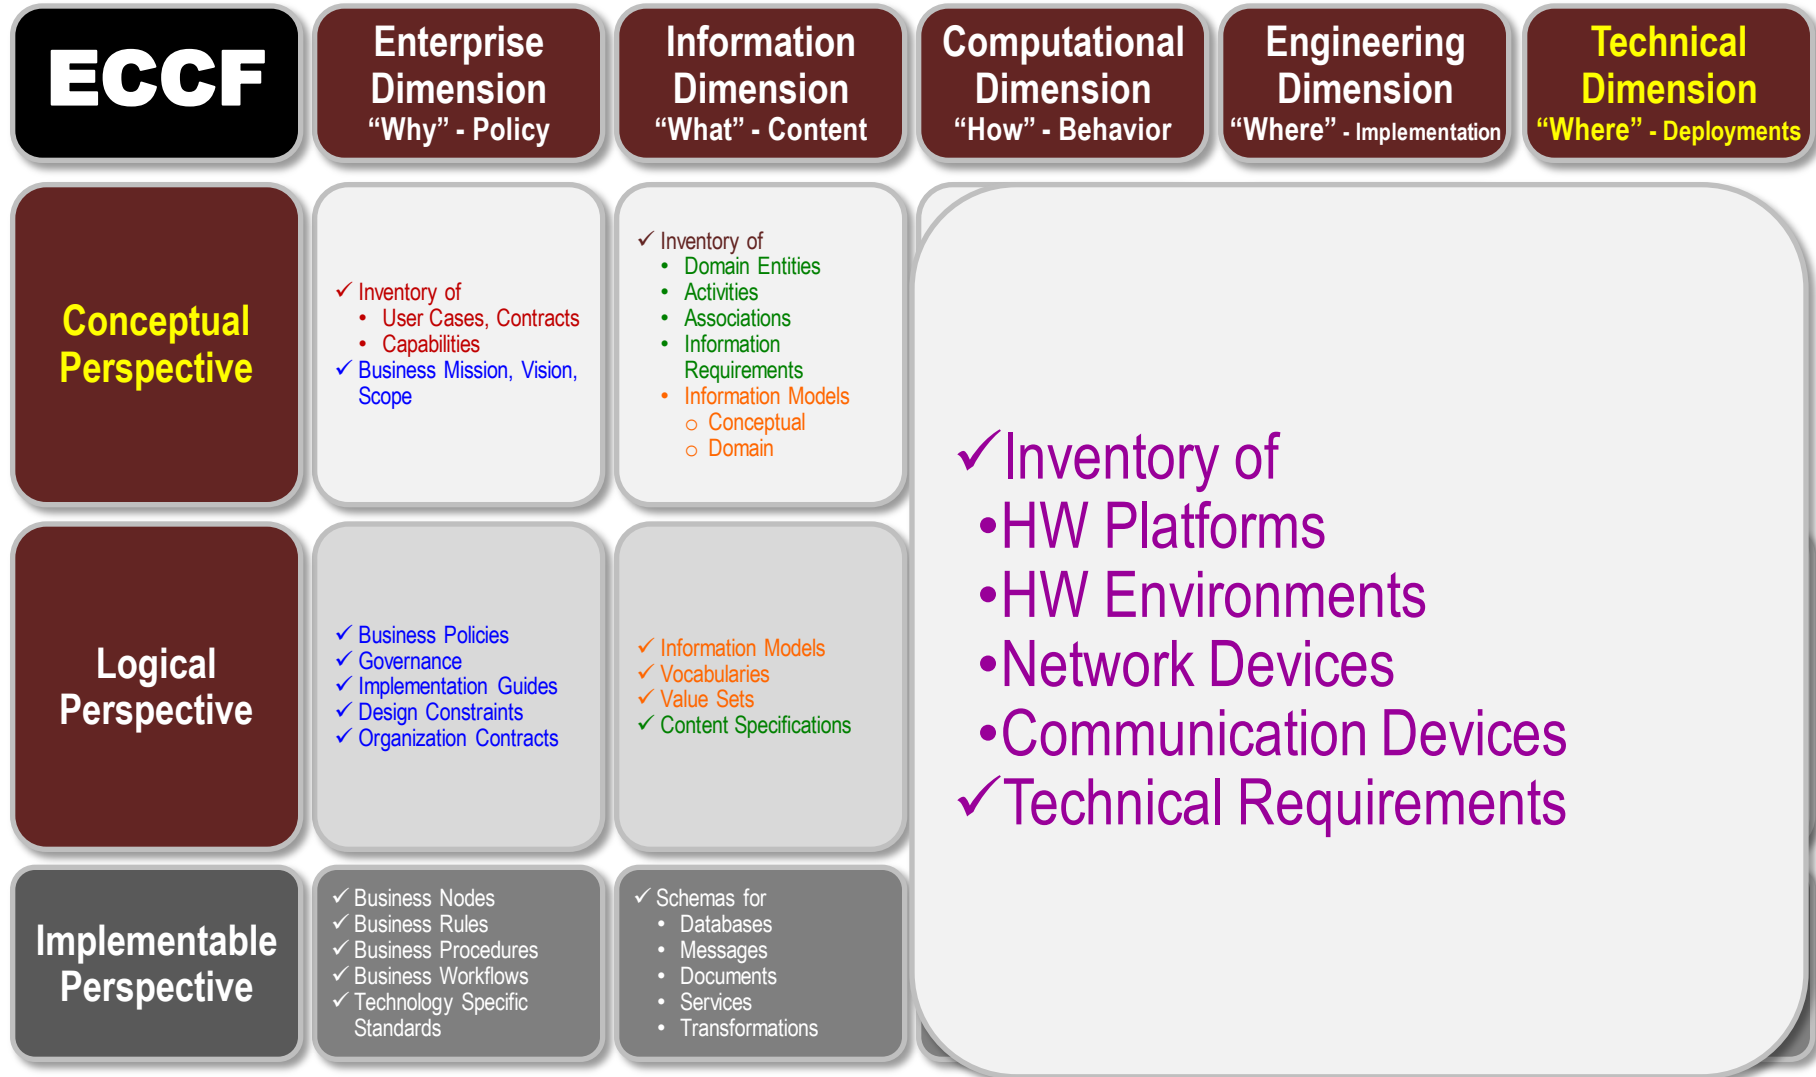 ECCF
Enterprise
Dimension
“Why” - Policy
Information
Dimension
“What” - Content
Computational
Dimension
“How” - Behavior
Engineering
Dimension
“Where” - Implementation
Technical
Dimension
“Where” - Deployments
Conceptual
Perspective
✓ Inventory of
• User Cases, Contracts
• Capabilities
✓ Business Mission, Vision,
Scope
✓ Inventory of
• Domain Entities
• Activities
• Associations
• Information
Requirements
• Information Models
o Conceptual
o Domain
✓Inventory of
•HW Platforms
•HW Environments
•Network Devices
•Communication Devices
✓Technical Requirements
Logical
Perspective
✓ Business Policies
✓ Governance
✓ Implementation Guides
✓ Design Constraints
✓ Organization Contracts
✓ Information Models
✓ Vocabularies
✓ Value Sets
✓ Content Specifications
Implementable
Perspective
✓ Business Nodes
✓ Business Rules
✓ Business Procedures
✓ Business Workflows
✓ Technology Specific
Standards
✓ Schemas for
• Databases
• Messages
• Documents
• Services
• Transformations